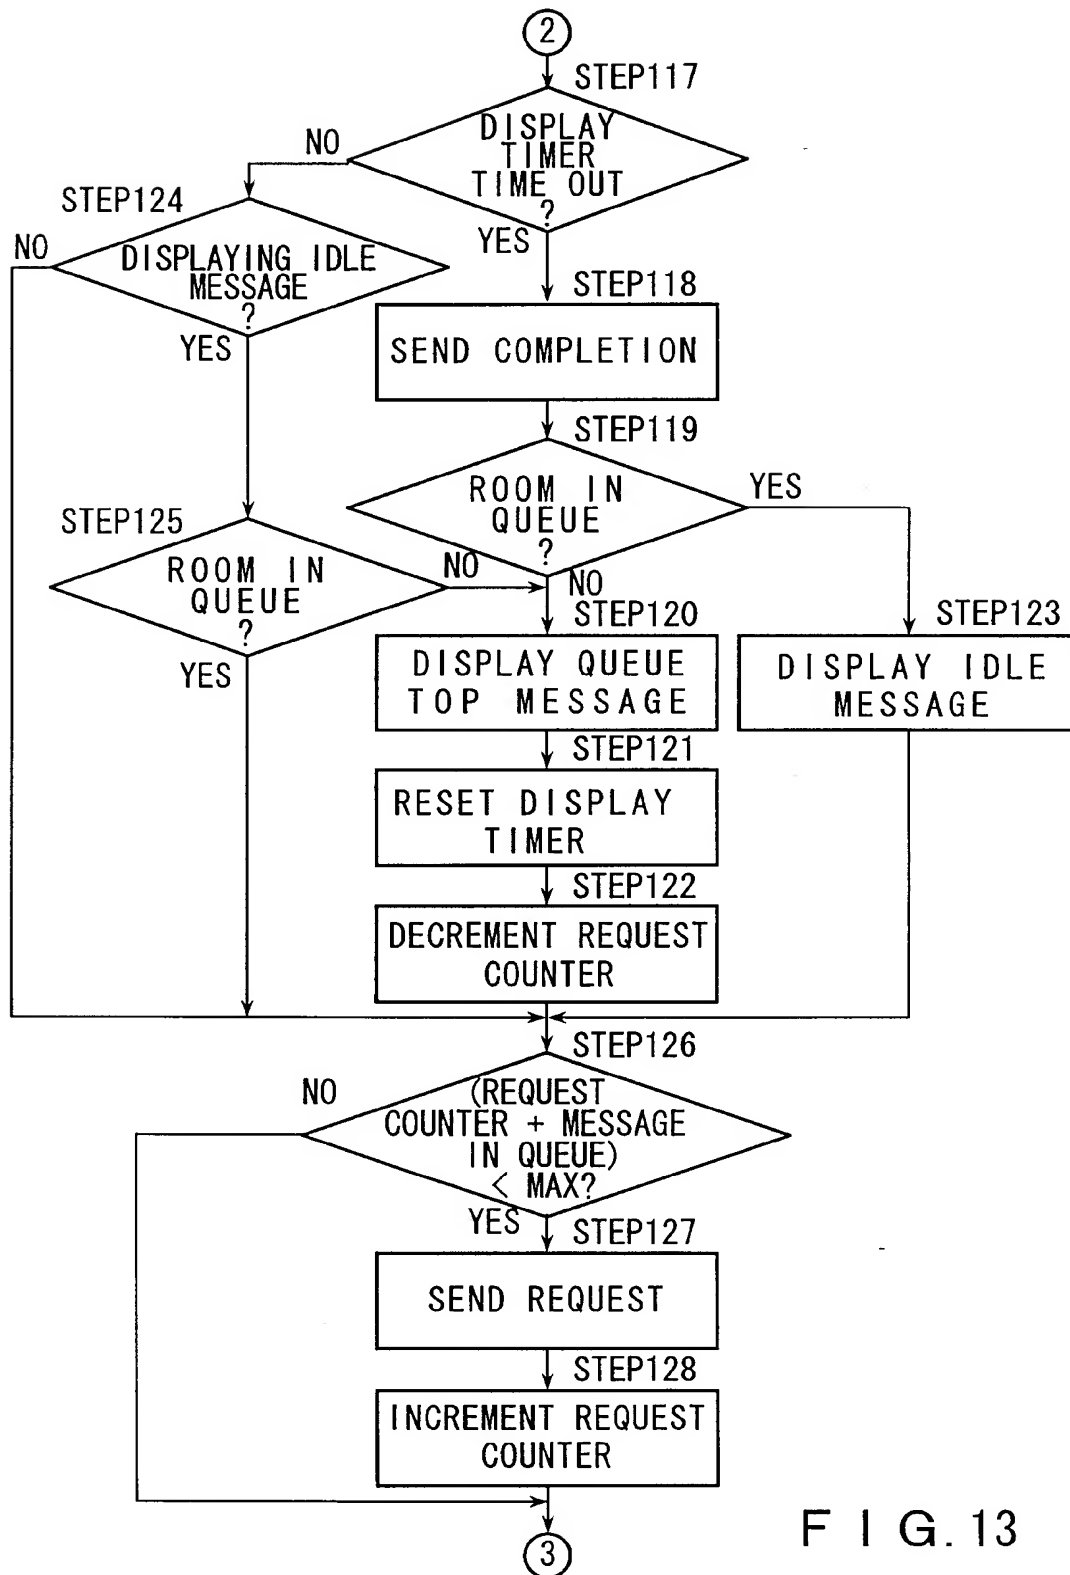 2
STEP117
DISPLAY
TIMER
TIME OUT
?
NO
YES
STEP124
DISPLAYING IDLE
MESSAGE
?
NO
YES
STEP118
SEND COMPLETION
STEP119
ROOM IN
QUEUE
?
YES
NO
STEP125
ROOM IN
QUEUE
?
NO
YES
STEP120
DISPLAY QUEUE
TOP MESSAGE
STEP123
DISPLAY IDLE
MESSAGE
STEP121
RESET DISPLAY
TIMER
STEP122
DECREMENT REQUEST
COUNTER
STEP126
(REQUEST
COUNTER + MESSAGE
IN QUEUE)
< MAX?
NO
YES
STEP127
SEND REQUEST
STEP128
INCREMENT REQUEST
COUNTER
3
FIG.13